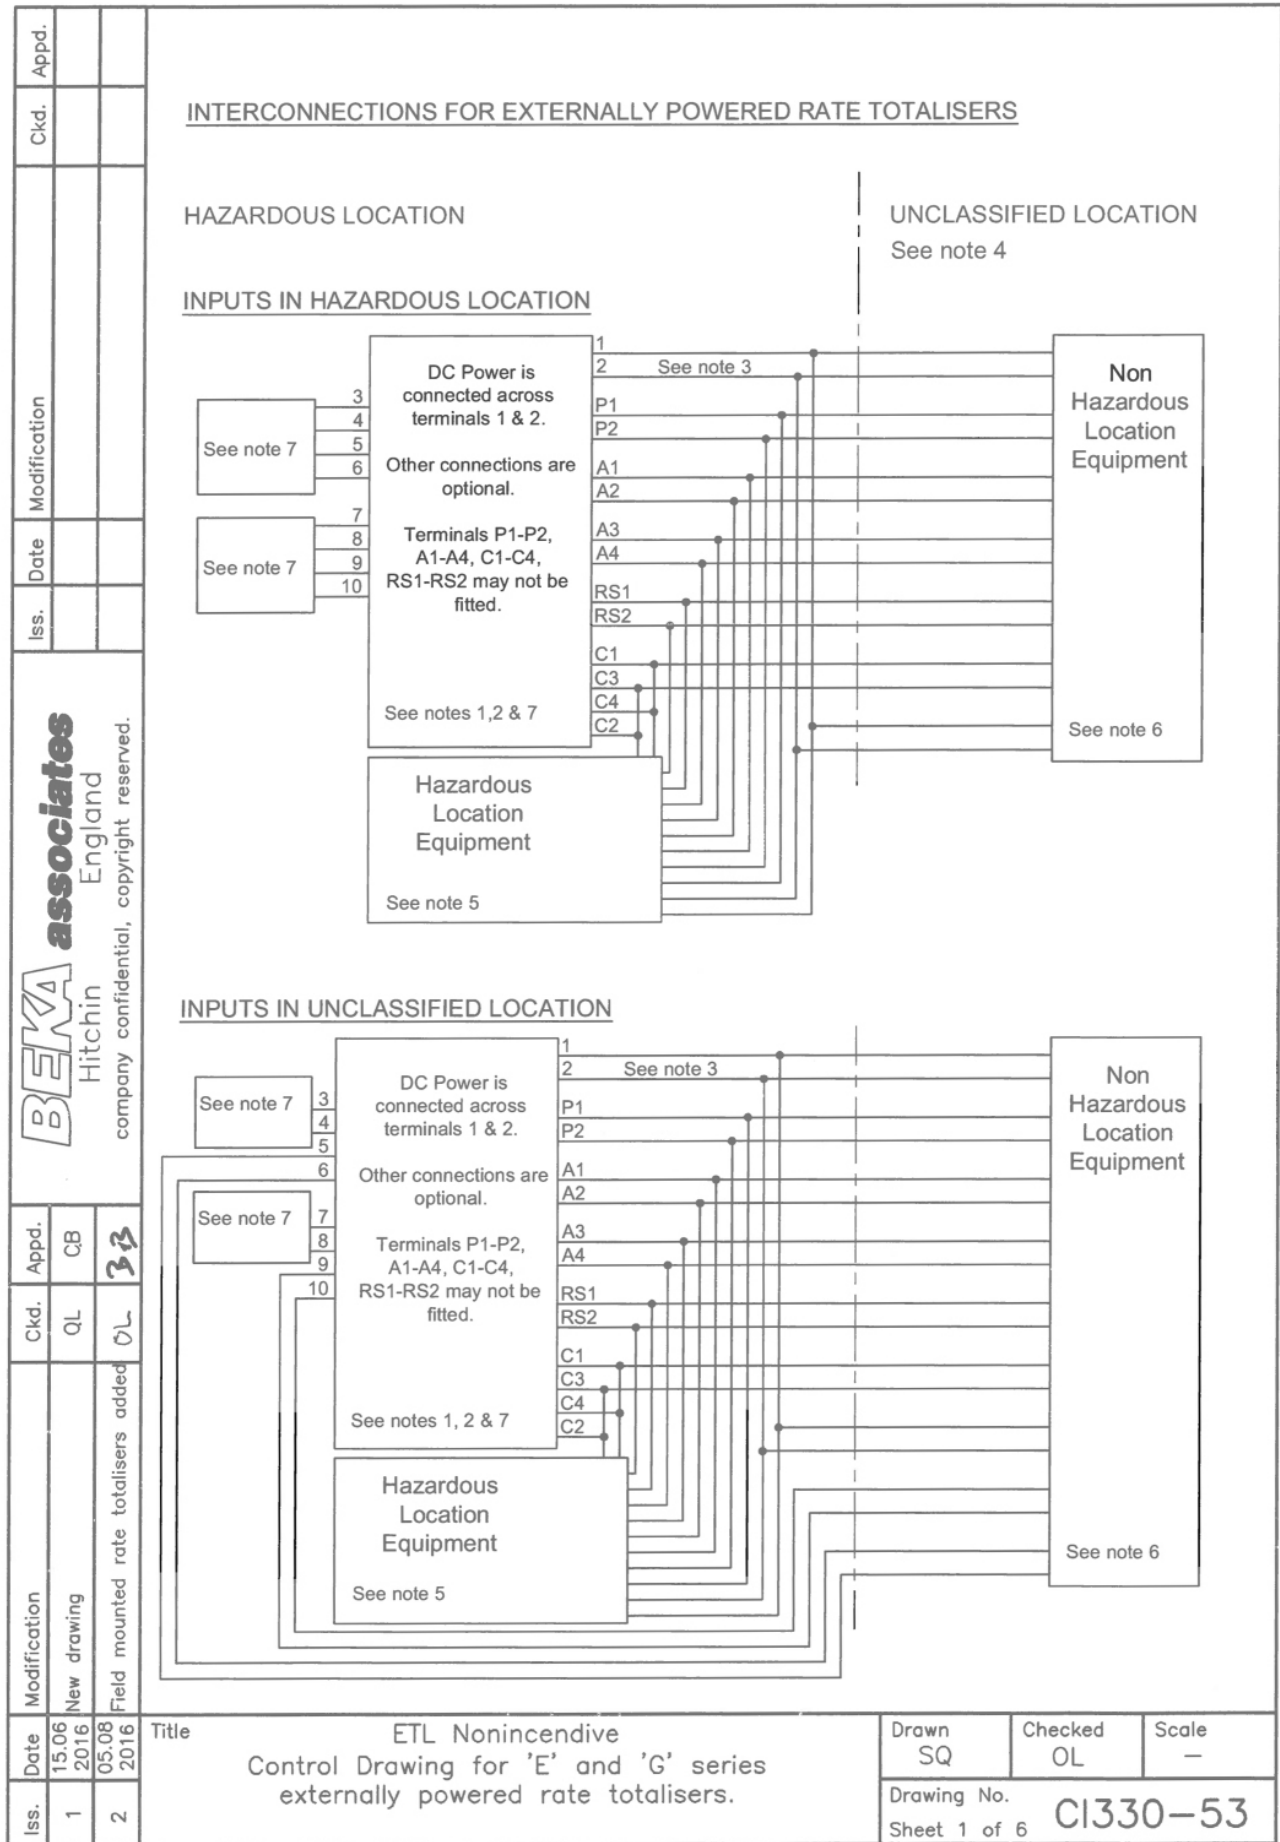 INTERCONNECTIONS FOR EXTERNALLY POWERED RATE TOTALISERS
HAZARDOUS LOCATION
UNCLASSIFIED LOCATION
See note 4
INPUTS IN HAZARDOUS LOCATION
See note 7
3
4
5
6
See note 7
7
8
9
10
DC Power is
connected across
terminals 1 & 2.
Other connections are
optional.
Terminals P1-P2,
A1-A4, C1-C4,
RS1-RS2 may not be
fitted.
See notes 1,2 & 7
1
2
See note 3
P1
P2
A1
A2
A3
A4
RS1
RS2
C1
C3
C4
C2
Non
Hazardous
Location
Equipment
See note 6
Hazardous
Location
Equipment
See note 5
INPUTS IN UNCLASSIFIED LOCATION
See note 7
3
4
5
6
See note 7
7
8
9
10
DC Power is
connected across
terminals 1 & 2.
Other connections are
optional.
Terminals P1-P2,
A1-A4, C1-C4,
RS1-RS2 may not be
fitted.
See notes 1, 2 & 7
1
2
See note 3
P1
P2
A1
A2
A3
A4
RS1
RS2
C1
C3
C4
C2
Non
Hazardous
Location
Equipment
See note 6
Hazardous
Location
Equipment
See note 5
Iss. Date Modification Ckd. Appd.
BEKA associates
Hitchin England
company confidential, copyright reserved.
Iss. Date Modification Ckd. Appd.
1 15.06 2016 New drawing OL CB
2 05.08 2016 Field mounted rate totalisers added OL
Title
ETL Nonincendive
Control Drawing for 'E' and 'G' series
externally powered rate totalisers.
Drawn
SQ
Checked
OL
Scale
—
Drawing No.
CI330-53
Sheet 1 of 6